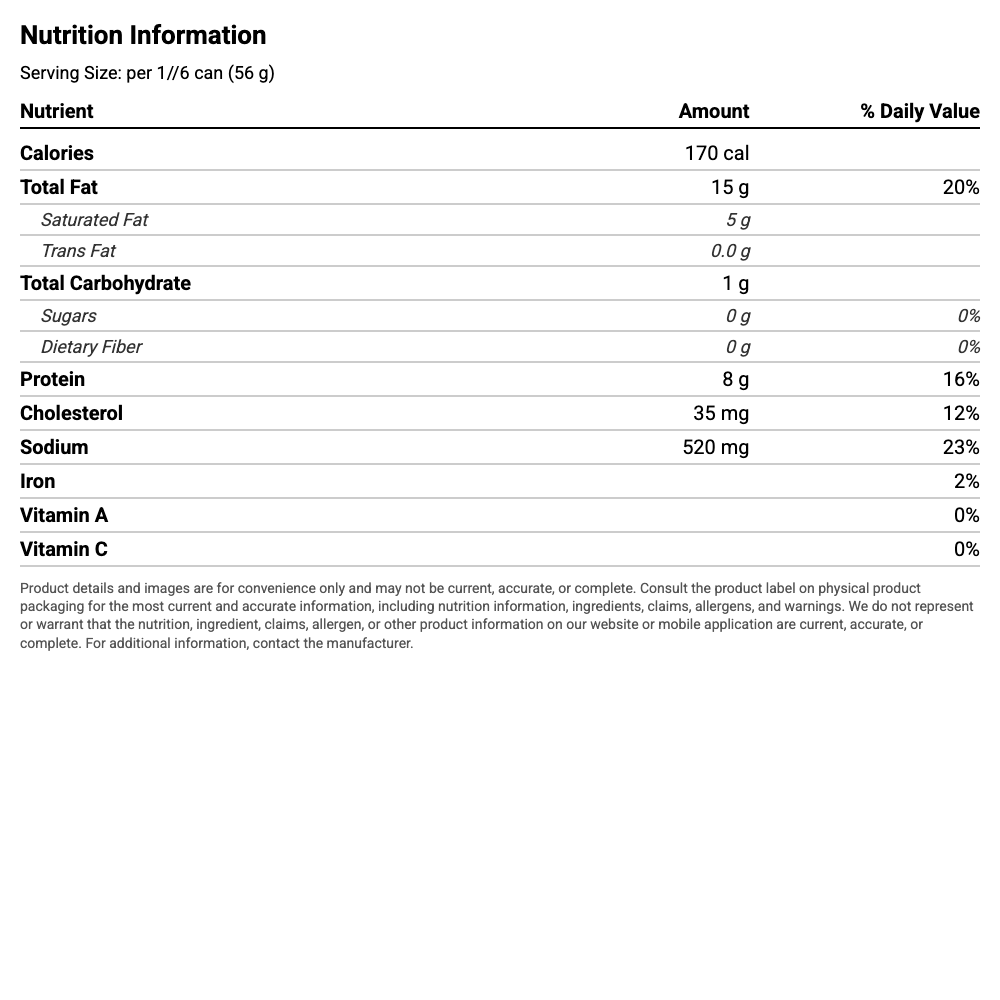 Nutrition Information
Serving Size: per 1//6 can (56 g)
Nutrient Amount % Daily Value
Calories 170 cal
Total Fat 15 g 20%
Saturated Fat 5 g
Trans Fat 0.0 g
Total Carbohydrate 1 g
Sugars 0 g 0%
Dietary Fiber 0 g 0%
Protein 8 g 16%
Cholesterol 35 mg 12%
Sodium 520 mg 23%
Iron 2%
Vitamin A 0%
Vitamin C 0%
Product details and images are for convenience only and may not be current, accurate, or complete. Consult the product label on physical product
packaging for the most current and accurate information, including nutrition information, ingredients, claims, allergens, and warnings. We do not represent
or warrant that the nutrition, ingredient, claims, allergen, or other product information on our website or mobile application are current, accurate, or
complete. For additional information, contact the manufacturer.